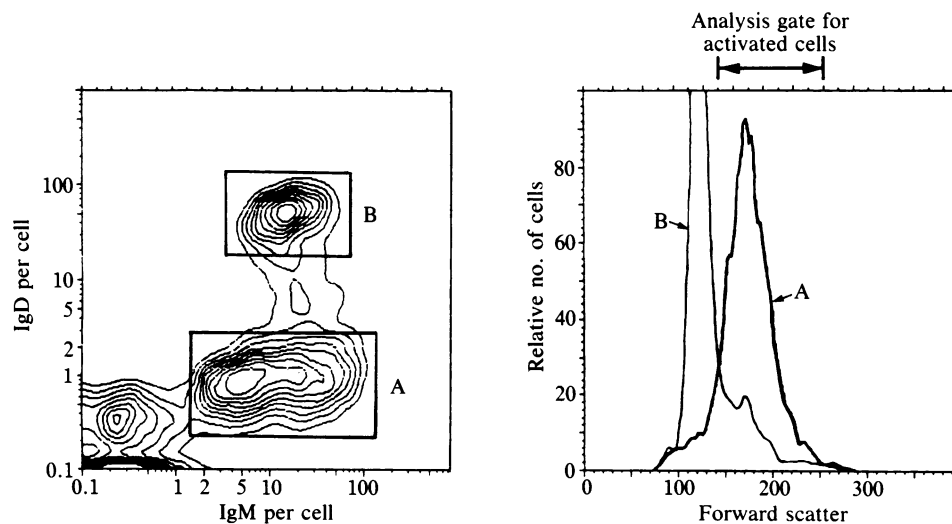 Analysis gate for
activated cells
IgD per cell
100
10
5
2
1
0.1
B
A
0.1
1
2
5
10
100
IgM per cell
Relative no. of cells
80
60
40
20
0
B
A
0
100
200
300
Forward scatter